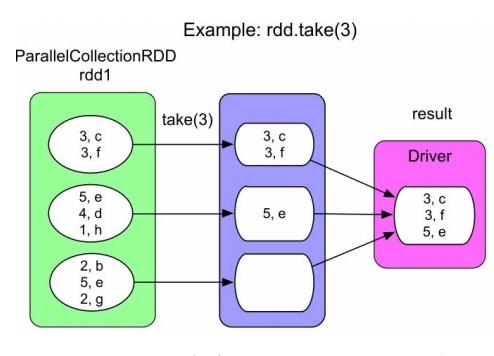 Example: rdd.take(3)
ParallelCollectionRDD
rdd1
take(3)
result
Driver
3, c
3, f
5, e
4, d
1, h
2, b
5, e
2, g
3, c
3, f
5, e
3, c
3, f
5, e